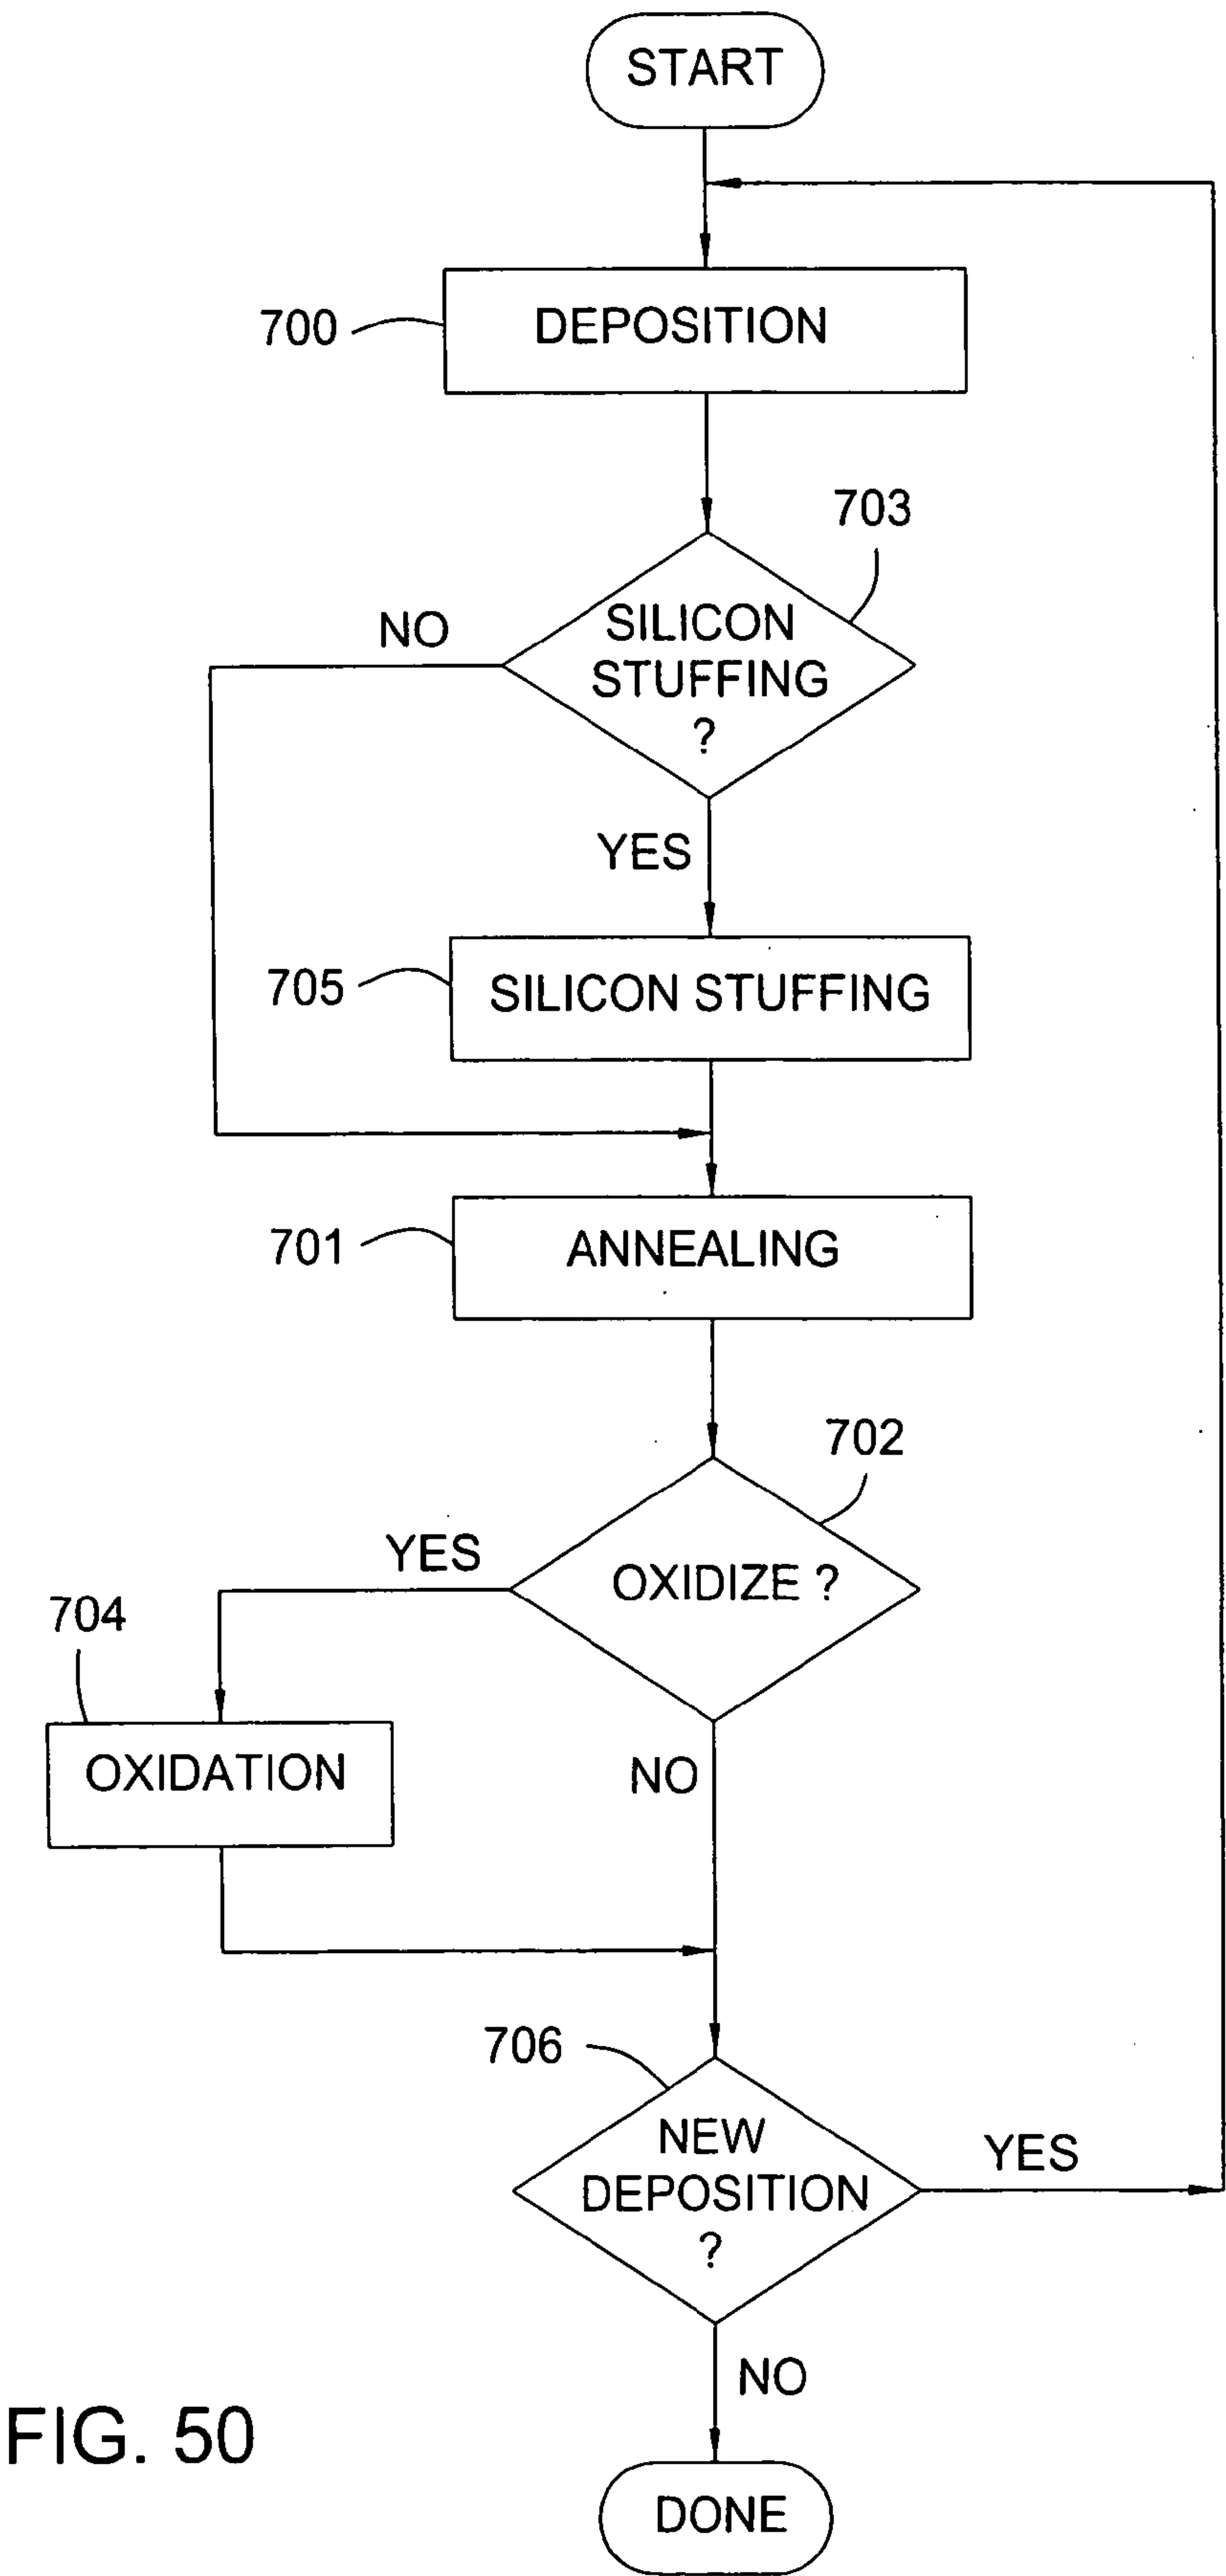 START
700
DEPOSITION
703
NO
SILICON
STUFFING
?
YES
705
SILICON STUFFING
701
ANNEALING
702
YES
OXIDIZE ?
704
OXIDATION
NO
706
NEW
DEPOSITION
?
YES
NO
FIG. 50
DONE